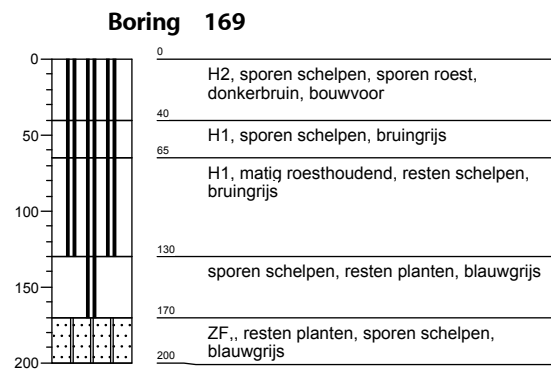 Boring 169
0
0
H2, sporen schelpen, sporen roest,
donkerbruin, bouwvoor
40
50
H1, sporen schelpen, bruingrijs
65
H1, matig roesthoudend, resten schelpen,
bruingrijs
100
130
sporen schelpen, resten planten, blauwgrijs
150
170
ZF,, resten planten, sporen schelpen,
blauwgrijs
200
200